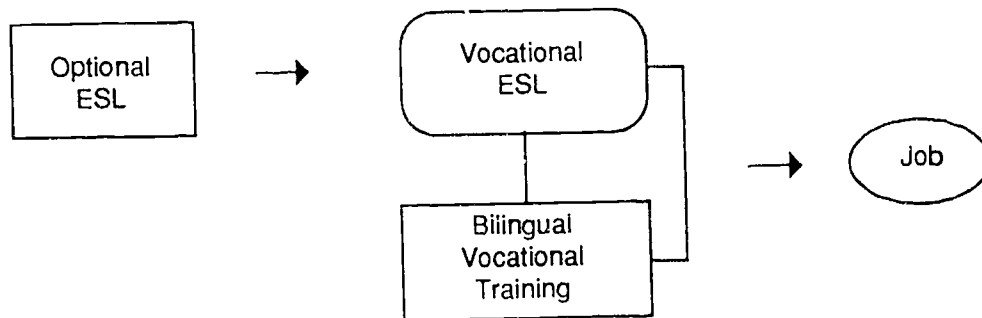 Optional
ESL
Vocational
ESL
Bilingual
Vocational
Training
Job